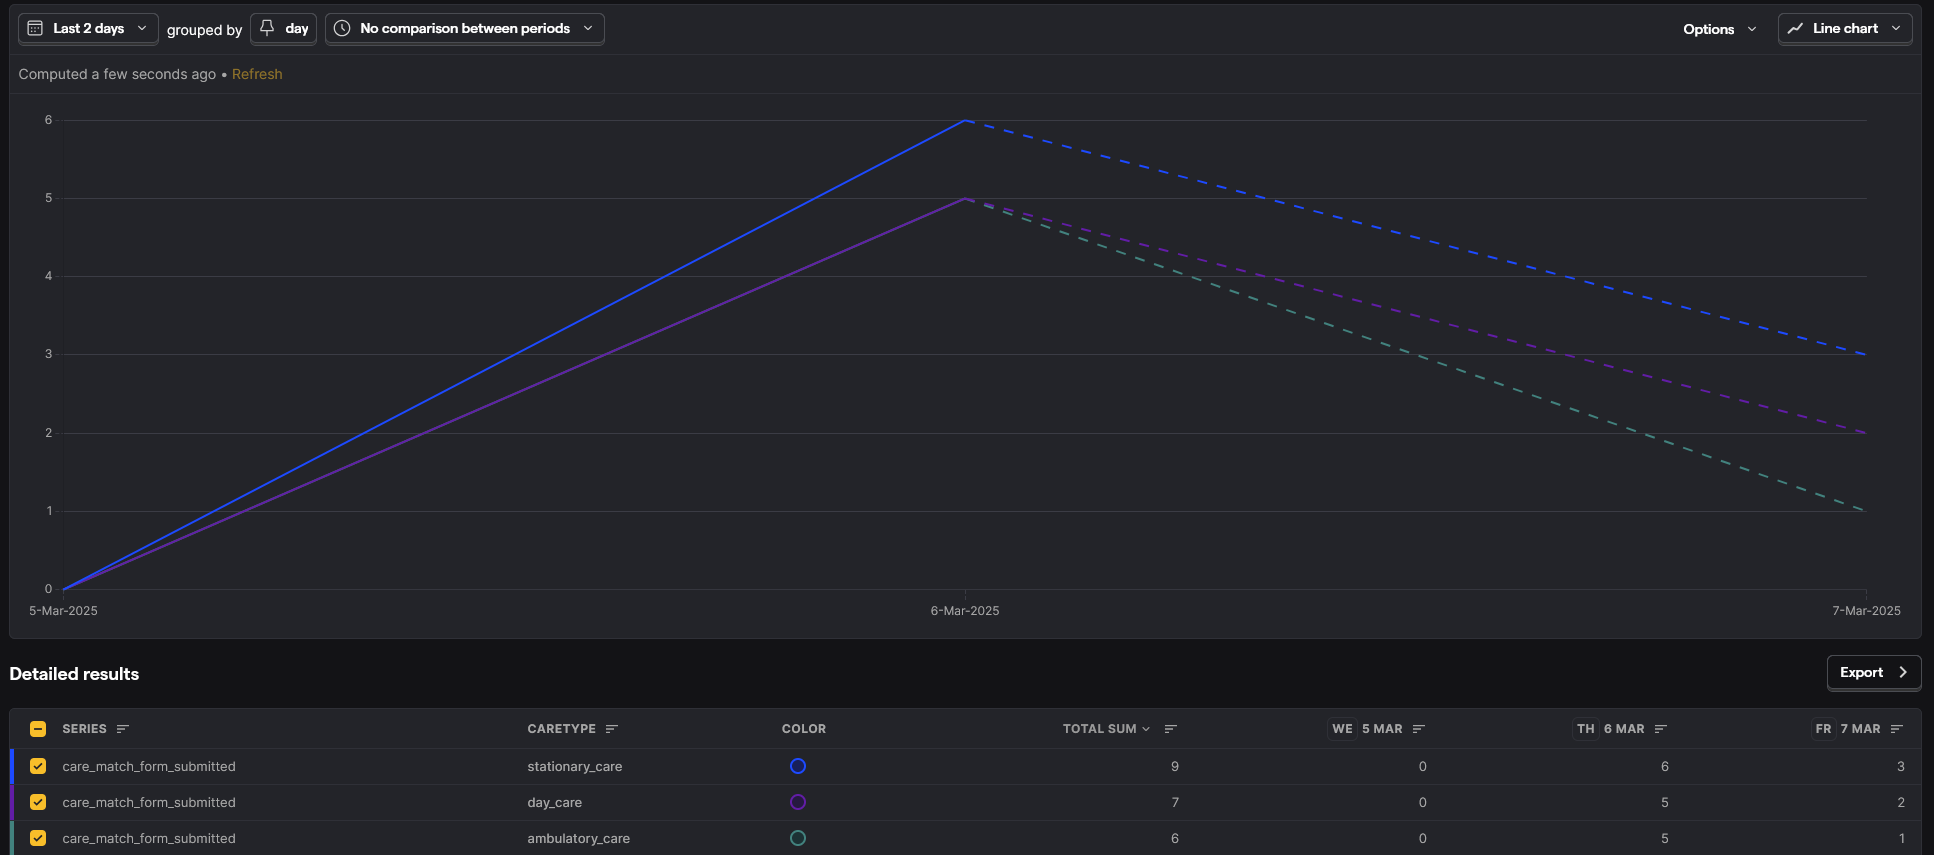 Last 2 days grouped by day No comparison between periods Options Line chart
Computed a few seconds ago • Refresh
6
5
4
3
2
1
0
5-Mar-2025 6-Mar-2025 7-Mar-2025
Detailed results Export
SERIES CARETYPE COLOR TOTAL SUM WE 5 MAR TH 6 MAR FR 7 MAR
care_match_form_submitted stationary_care 9 0 6 3
care_match_form_submitted day_care 7 0 5 2
care_match_form_submitted ambulatory_care 6 0 5 1